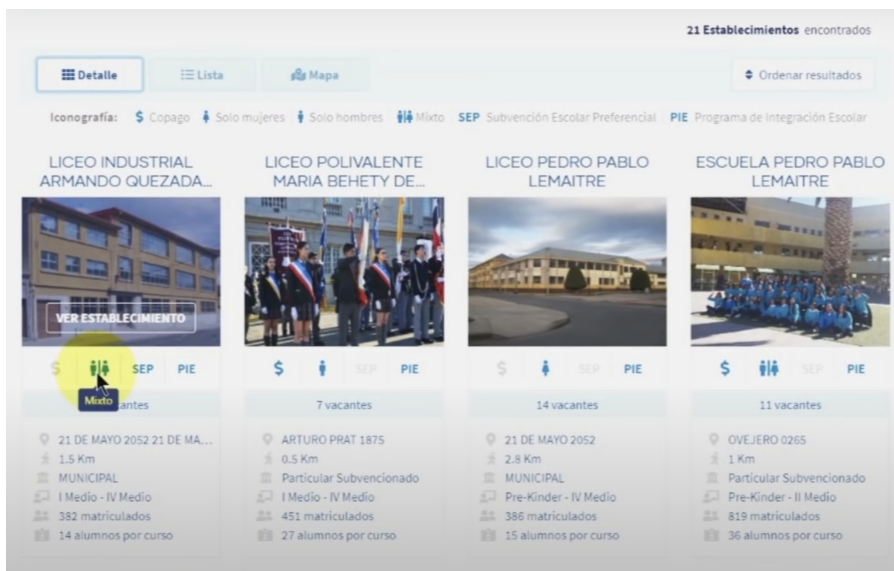 21 Establecimientos encontrados
Detalle
Lista
Mapa
Ordenar resultados
Iconografía: $ Copago Solo mujeres Solo hombres Mixto SEP Subvención Escolar Preferencial PIE Programa de Integración Escolar
LICEO INDUSTRIAL
ARMANDO QUEZADA...
VER ESTABLECIMIENTO
$ SEP PIE
Mixto
antes
21 DE MAYO 2052 21 DE MA...
1.5 Km
MUNICIPAL
I Medio - IV Medio
382 matriculados
14 alumnos por curso
LICEO POLIVALENTE
MARIA BEHETY DE...
$ SEP PIE
7 vacantes
ARTURO PRAT 1875
0.5 Km
Particular Subvencionado
I Medio - IV Medio
451 matriculados
27 alumnos por curso
LICEO PEDRO PABLO
LEMAITRE
$ SEP PIE
14 vacantes
21 DE MAYO 2052
2.8 Km
MUNICIPAL
Pre-Kinder - IV Medio
386 matriculados
15 alumnos por curso
ESCUELA PEDRO PABLO
LEMAITRE
$ SEP PIE
11 vacantes
OVEJERO 0265
1 Km
Particular Subvencionado
Pre-Kinder - II Medio
819 matriculados
36 alumnos por curso